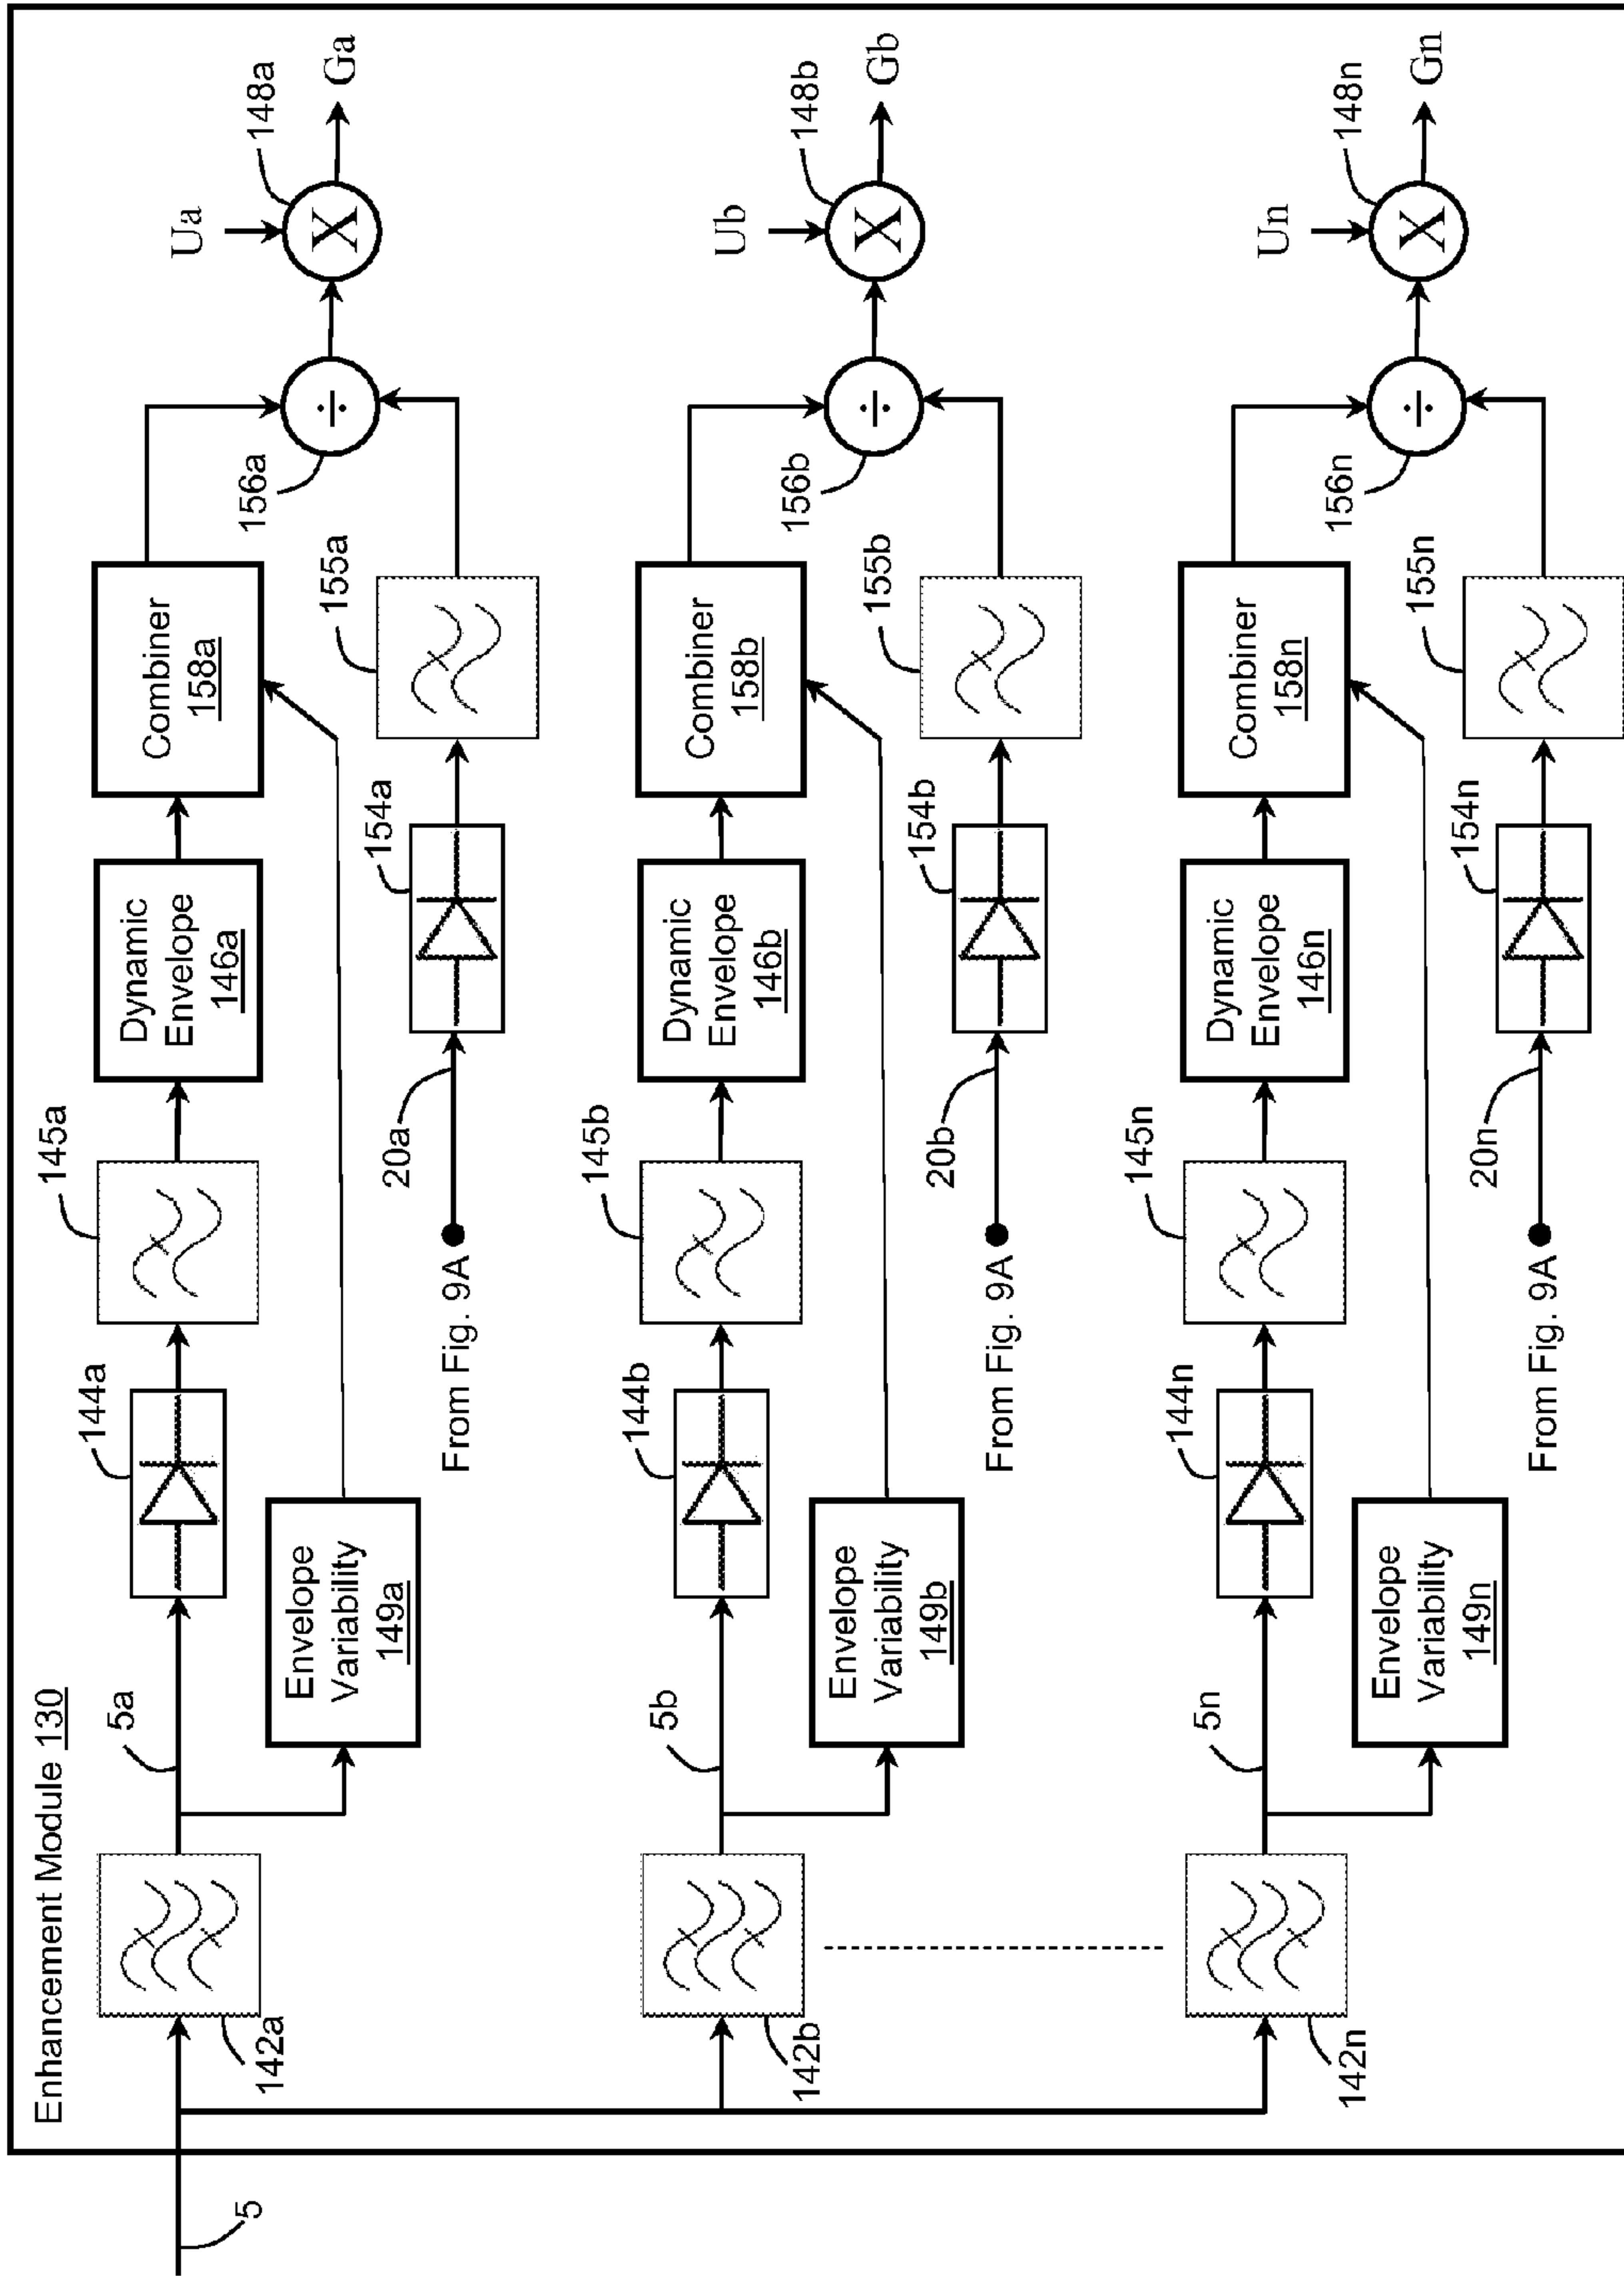 Enhancement Module 130
5
142a
5a
Envelope
Variability
149a
144a
145a
Dynamic
Envelope
146a
Combiner
158a
From Fig. 9A
20a
154a
155a
156a
÷
Ua
X
148a
Ga
142b
5b
Envelope
Variability
149b
144b
145b
Dynamic
Envelope
146b
Combiner
158b
From Fig. 9A
20b
154b
155b
156b
÷
Ub
X
148b
Gb
142n
5n
Envelope
Variability
149n
144n
145n
Dynamic
Envelope
146n
Combiner
158n
From Fig. 9A
20n
154n
155n
156n
÷
Un
X
148n
Gn